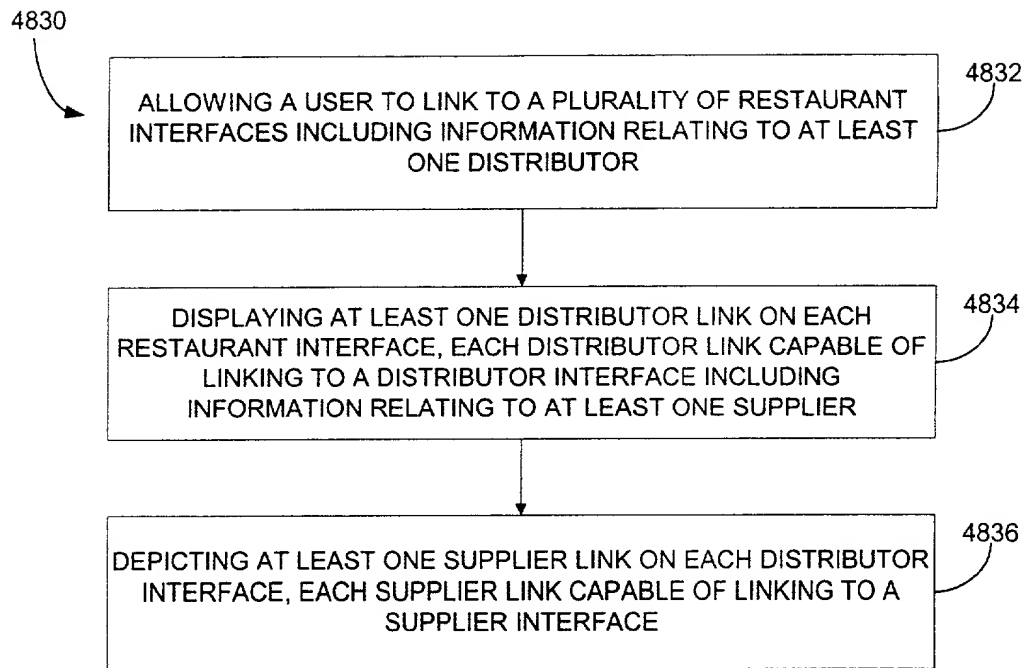 4830
4832
ALLOWING A USER TO LINK TO A PLURALITY OF RESTAURANT
INTERFACES INCLUDING INFORMATION RELATING TO AT LEAST
ONE DISTRIBUTOR
4834
DISPLAYING AT LEAST ONE DISTRIBUTOR LINK ON EACH
RESTAURANT INTERFACE, EACH DISTRIBUTOR LINK CAPABLE OF
LINKING TO A DISTRIBUTOR INTERFACE INCLUDING
INFORMATION RELATING TO AT LEAST ONE SUPPLIER
4836
DEPICTING AT LEAST ONE SUPPLIER LINK ON EACH DISTRIBUTOR
INTERFACE, EACH SUPPLIER LINK CAPABLE OF LINKING TO A
SUPPLIER INTERFACE